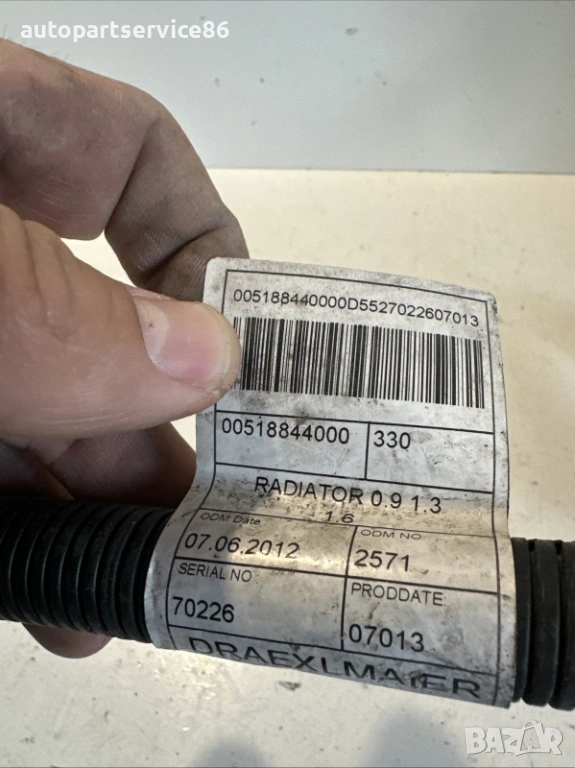 autopartservice86
005188440000D5527022607013
00518844000 330
RADIATOR 0.9 1.3
1.6
ODM Date ODM NO
07.06.2012 2571
SERIAL NO PRODDATE
70226 07013
DRAEXLMAIER
BAZAR